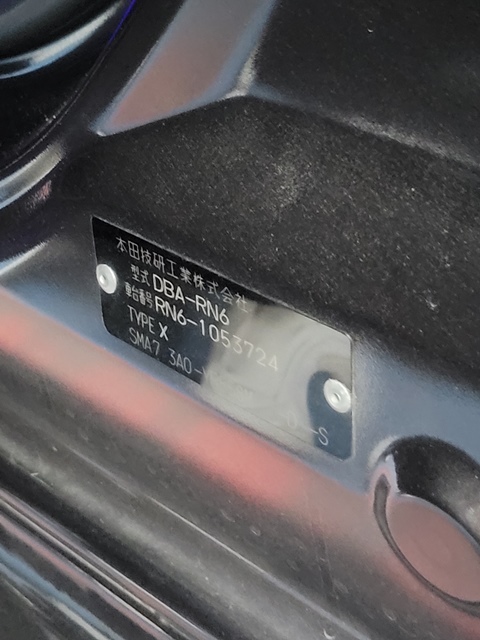 本田技研工業株式会社
型式 DBA-RN6
車台番号 RN6-1053724
TYPE X
SMA7 3A0- -S